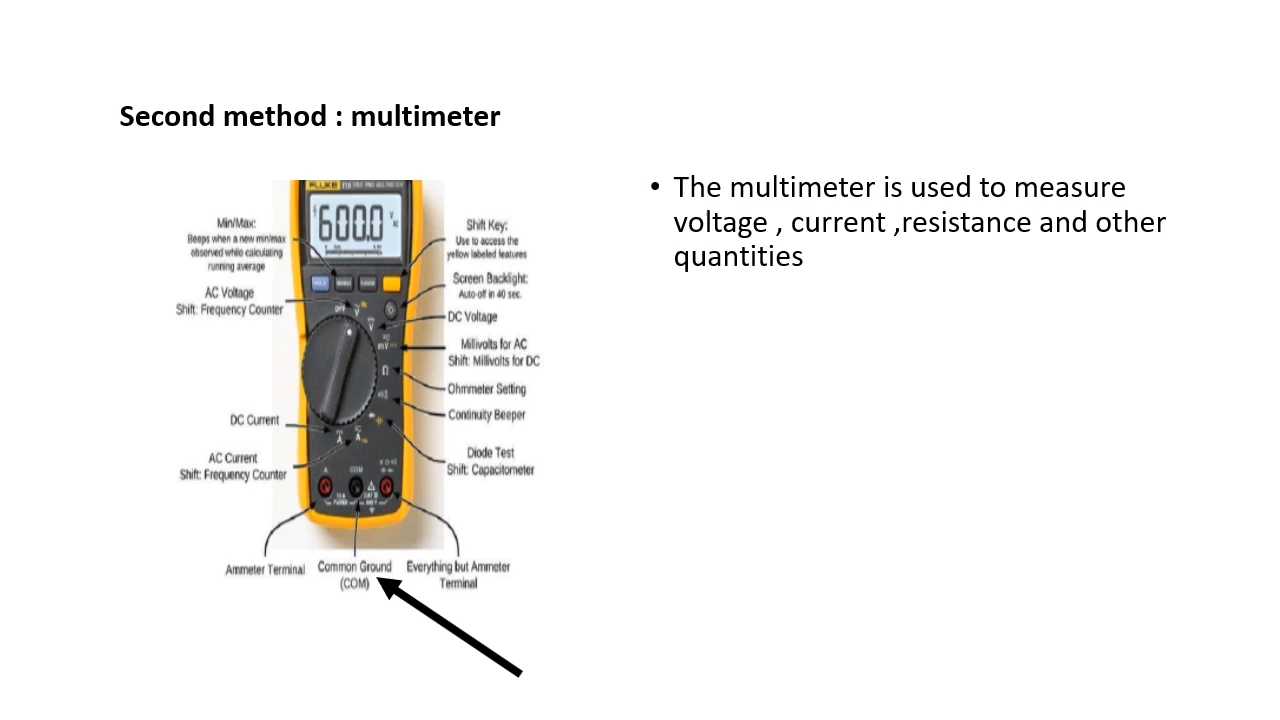 Second method : multimeter
• The multimeter is used to measure
voltage , current ,resistance and other
quantities
FLUKE
600.0
Min/Max:
Beeps when a new min/max
observed while calculating
running average
AC Voltage
Shift: Frequency Counter
DC Current
AC Current
Shift: Frequency Counter
Shift Key:
Use to access the
yellow labeled features
Screen Backlight:
Auto-off in 40 sec.
DC Voltage
Millivolts for AC
Shift: Millivolts for DC
Ohmmeter Setting
Continuity Beeper
Diode Test
Shift: Capacitometer
OFF
V
V
mV
Ω
A
A
A
COM
Ammeter Terminal
Common Ground
(COM)
Everything but Ammeter
Terminal